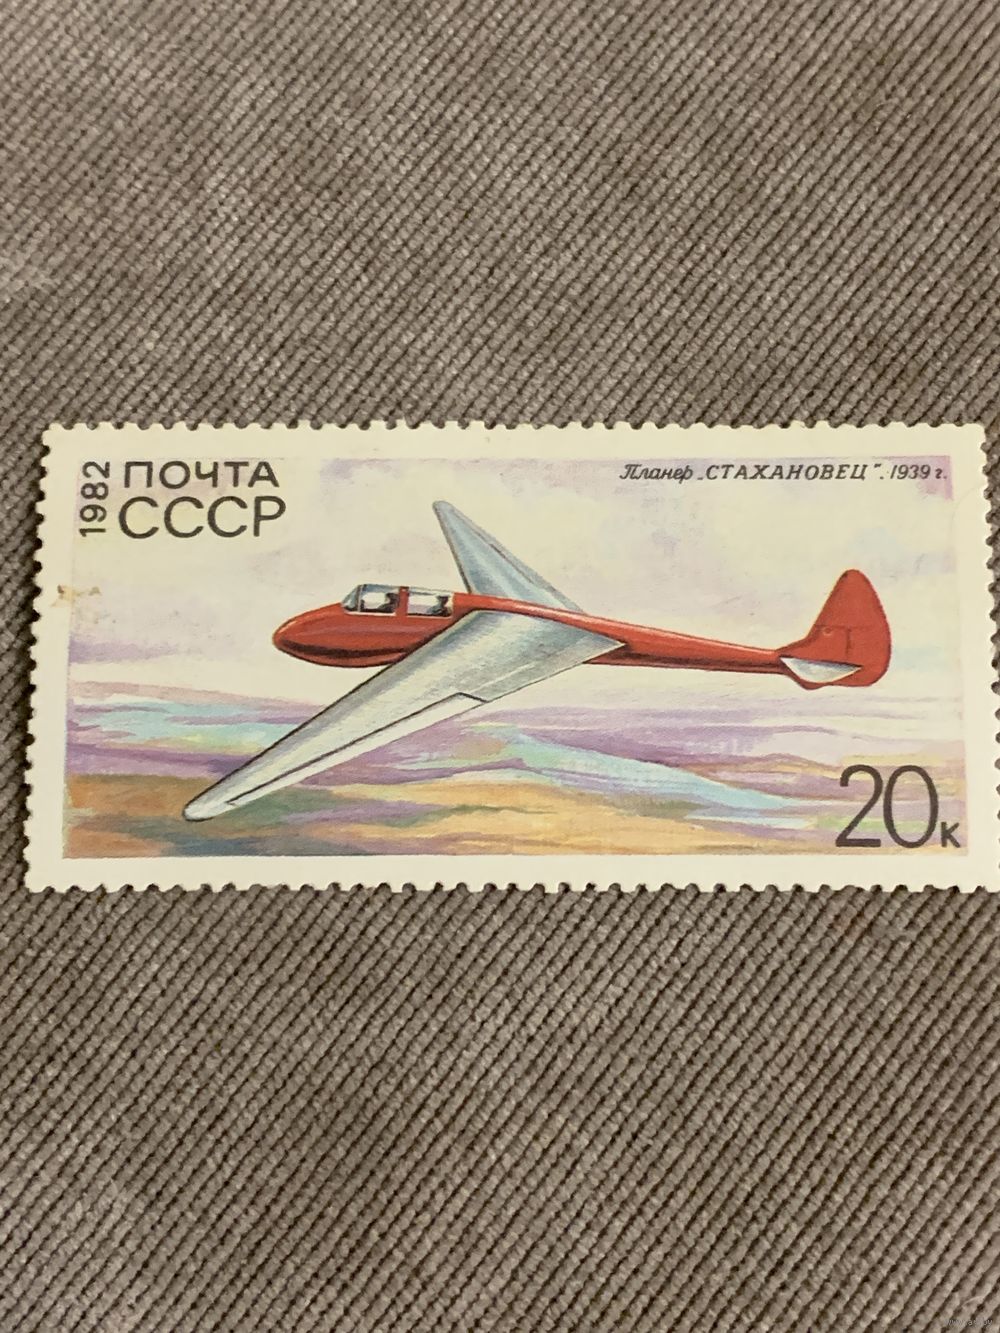 1982
ПОЧТА
СССР
Планер „СТАХАНОВЕЦ". 1939 г.
20к